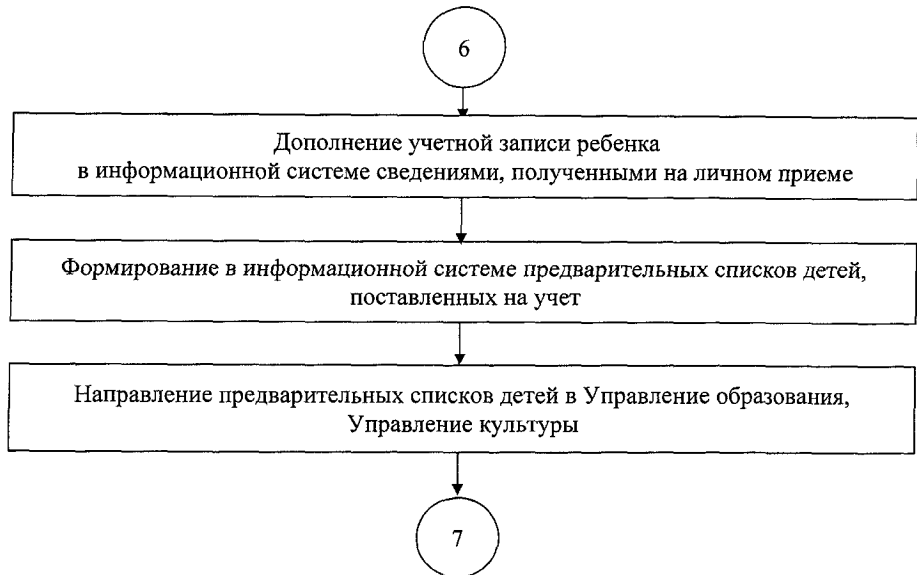 6
Дополнение учетной записи ребенка
в информационной системе сведениями, полученными на личном приеме
Формирование в информационной системе предварительных списков детей,
поставленных на учет
Направление предварительных списков детей в Управление образования,
Управление культуры
7